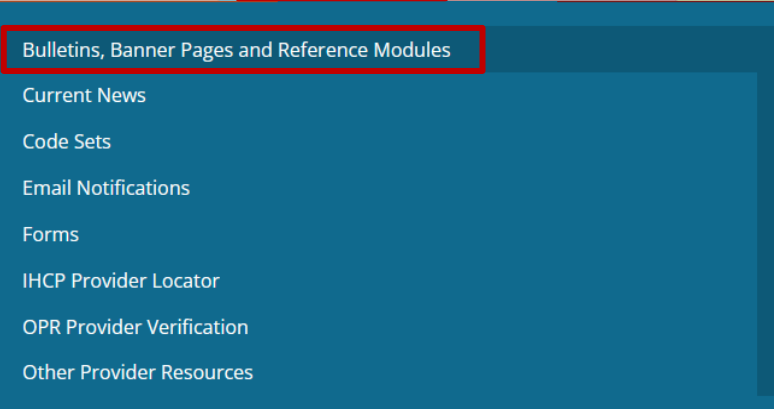 Bulletins, Banner Pages and Reference Modules
Current News
Code Sets
Email Notifications
Forms
IHCP Provider Locator
OPR Provider Verification
Other Provider Resources